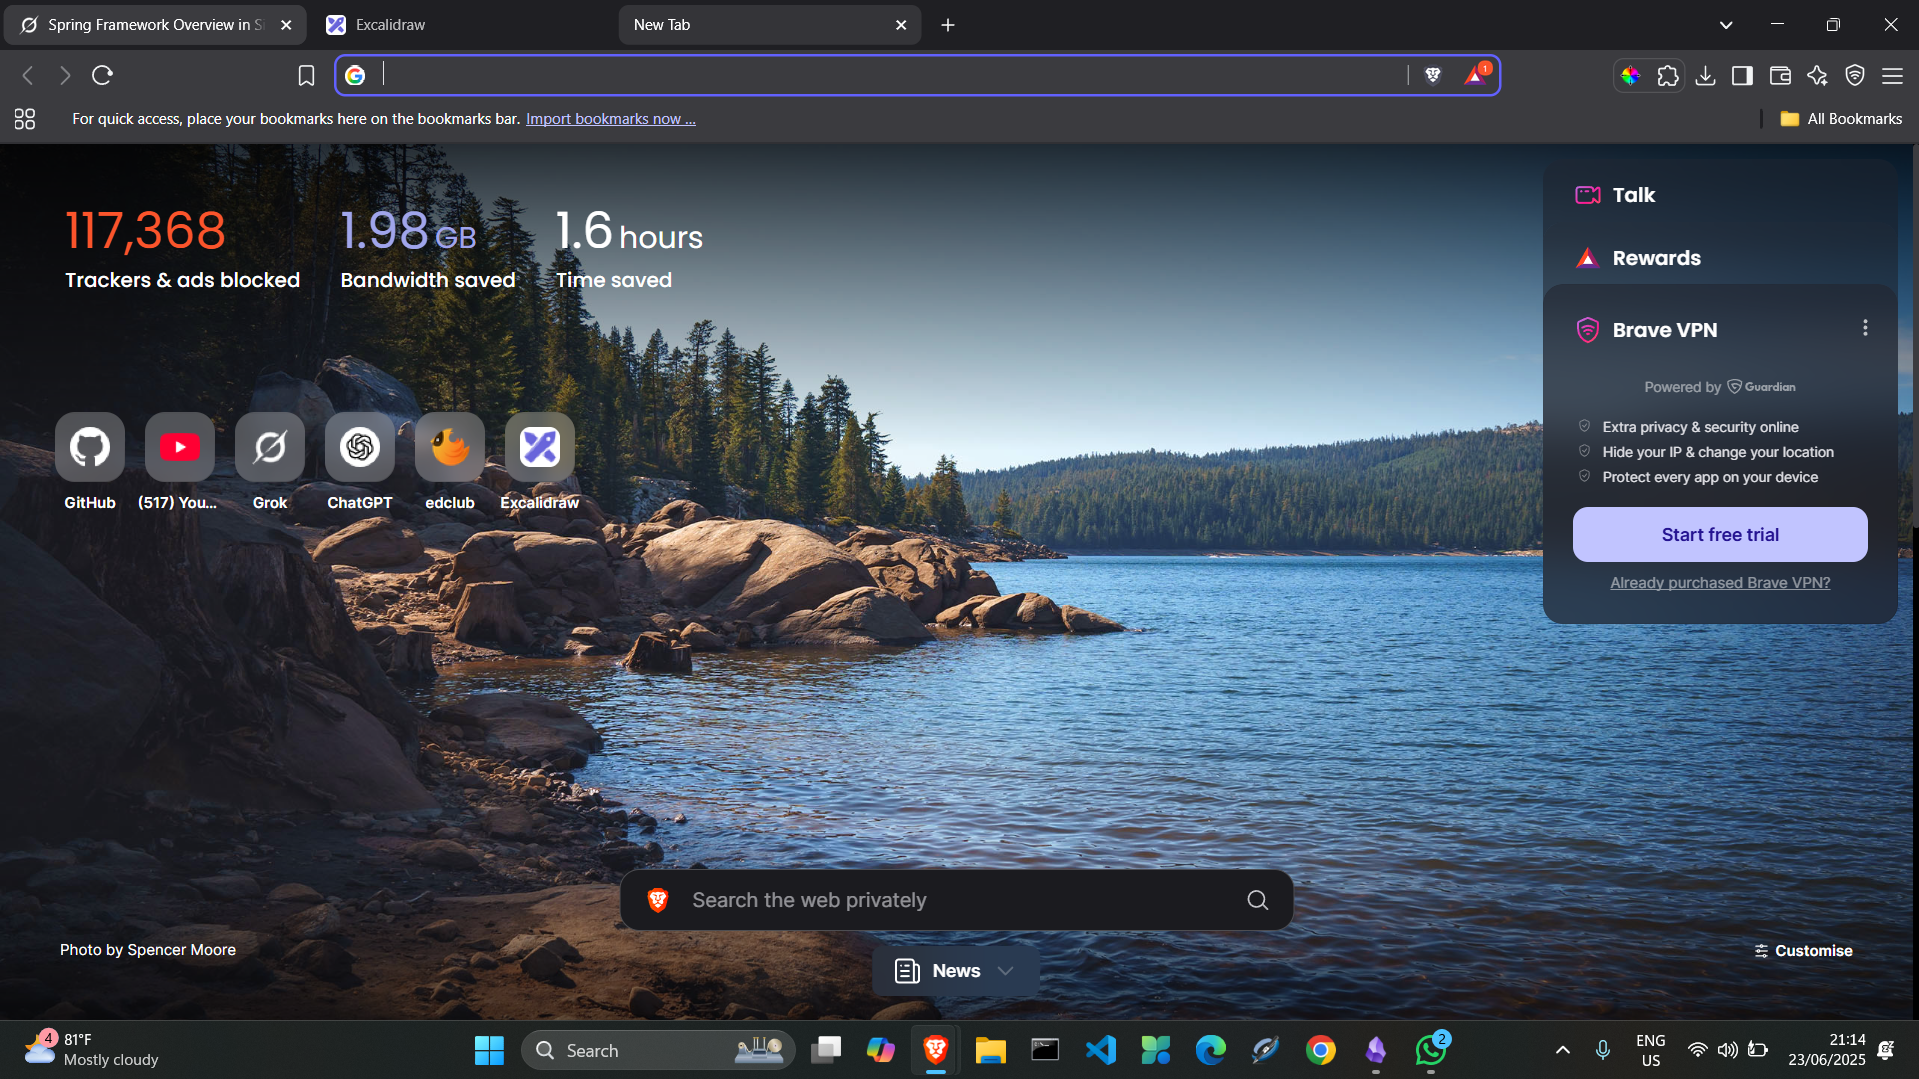 Spring Framework Overview in S
Excalidraw
New Tab
1
For quick access, place your bookmarks here on the bookmarks bar. Import bookmarks now ...
All Bookmarks
117,368
Trackers & ads blocked
1.98 GB
Bandwidth saved
1.6 hours
Time saved
Talk
Rewards
Brave VPN
Powered by Guardian
Extra privacy & security online
Hide your IP & change your location
Protect every app on your device
Start free trial
Already purchased Brave VPN?
GitHub
(517) You...
Grok
ChatGPT
edclub
Excalidraw
Search the web privately
Photo by Spencer Moore
Customise
News
4
81°F
Mostly cloudy
Search
2
ENG
US
21:14
23/06/2025